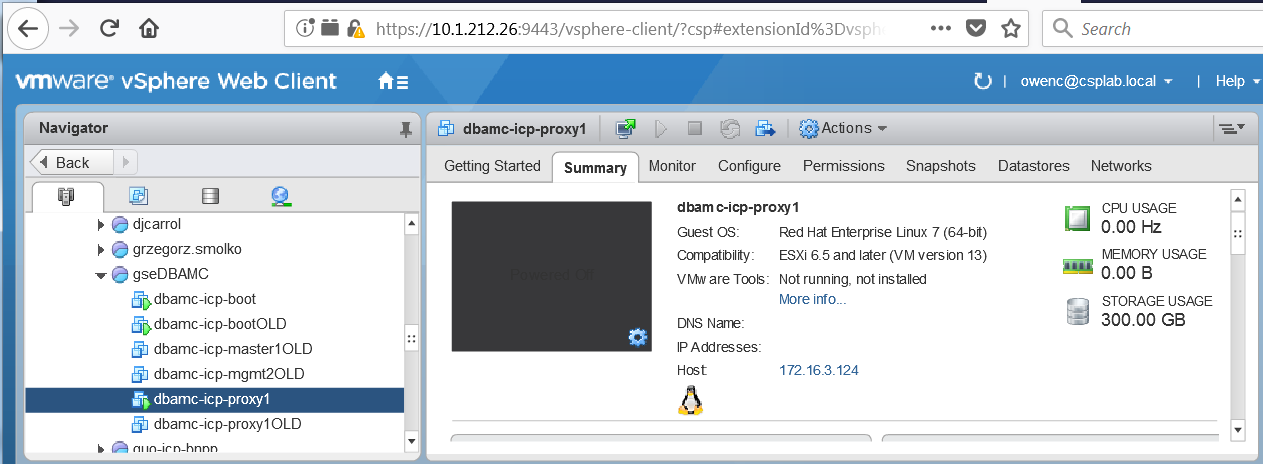 https://10.1.212.26:9443/vsphere-client/?csp#extensionId%3Dvsphe
Search
vmware® vSphere Web Client
owenc@csplab.local
Help
Navigator
Back
djcarrol
grzegorz.smolko
gseDBAMC
dbamc-icp-boot
dbamc-icp-bootOLD
dbamc-icp-master1OLD
dbamc-icp-mgmt2OLD
dbamc-icp-proxy1
dbamc-icp-proxy1OLD
guo-icp-bnpp
dbamc-icp-proxy1
Actions
Getting Started Summary Monitor Configure Permissions Snapshots Datastores Networks
Powered Off
dbamc-icp-proxy1
Guest OS: Red Hat Enterprise Linux 7 (64-bit)
Compatibility: ESXi 6.5 and later (VM version 13)
VMware Tools: Not running, not installed
More info...
DNS Name:
IP Addresses:
Host: 172.16.3.124
CPU USAGE
0.00 Hz
MEMORY USAGE
0.00 B
STORAGE USAGE
300.00 GB